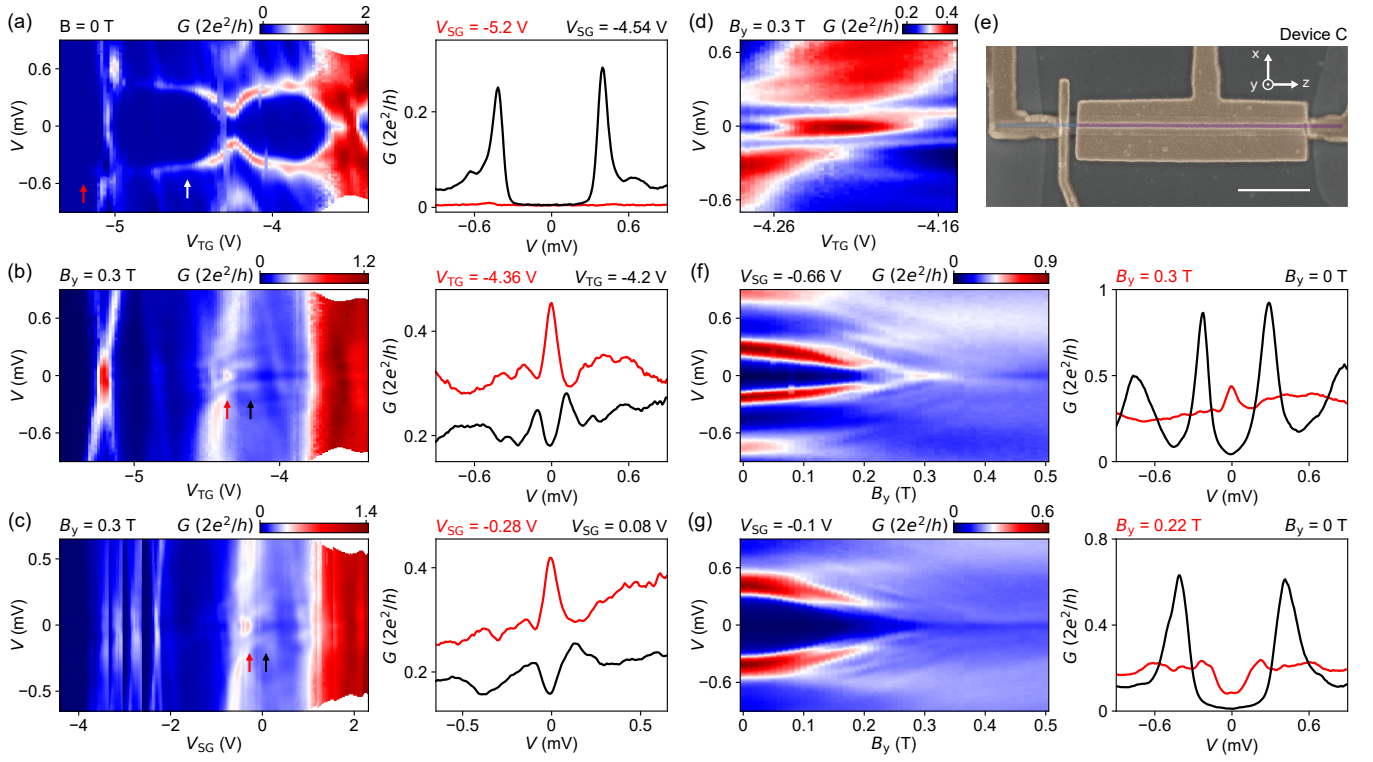 (a)
B = 0 T
G (2e²/h)
0
2
V (mV)
0.6
0
−0.6
−5
−4
V_TG (V)
V_SG = -5.2
V_SG = -4.54
G (2e²/h)
0.2
0
−0.6
0
0.6
V (mV)
(d)
B_y = 0.3 T
G (2e²/h)
0.2
0.4
V (mV)
0.6
0
−0.6
−4.26
−4.16
V_TG (V)
(e)
Device C
x
y
z
(b)
B_y = 0.3 T
G (2e²/h)
0
1.2
V (mV)
0.6
0
−0.6
−5
−4
V_TG (V)
V_TG = -4.36 V
V_TG = -4.2 V
G (2e²/h)
0.4
0.2
−0.6
0
0.6
V (mV)
(f)
V_SG = -0.66 V
G (2e²/h)
0
0.9
V (mV)
0.6
0
−0.6
0
0.1
0.2
0.3
0.4
0.5
B_y (T)
B_y = 0.3 T
B_y = 0 T
G (2e²/h)
1
0.5
0
−0.6
0
0.6
V (mV)
(c)
B_y = 0.3 T
G (2e²/h)
0
1.4
V (mV)
0.5
0
−0.5
−4
−2
0
2
V_SG (V)
V_SG = -0.28 V
V_SG = 0.08 V
G (2e²/h)
0.4
0.2
−0.5
0
0.5
V (mV)
(g)
V_SG = -0.1 V
G (2e²/h)
0
0.6
V (mV)
0.6
0
−0.6
0
0.1
0.2
0.3
0.4
0.5
B_y (T)
B_y = 0.22 T
B_y = 0 T
G (2e²/h)
0.8
0.4
0
−0.6
0
0.6
V (mV)